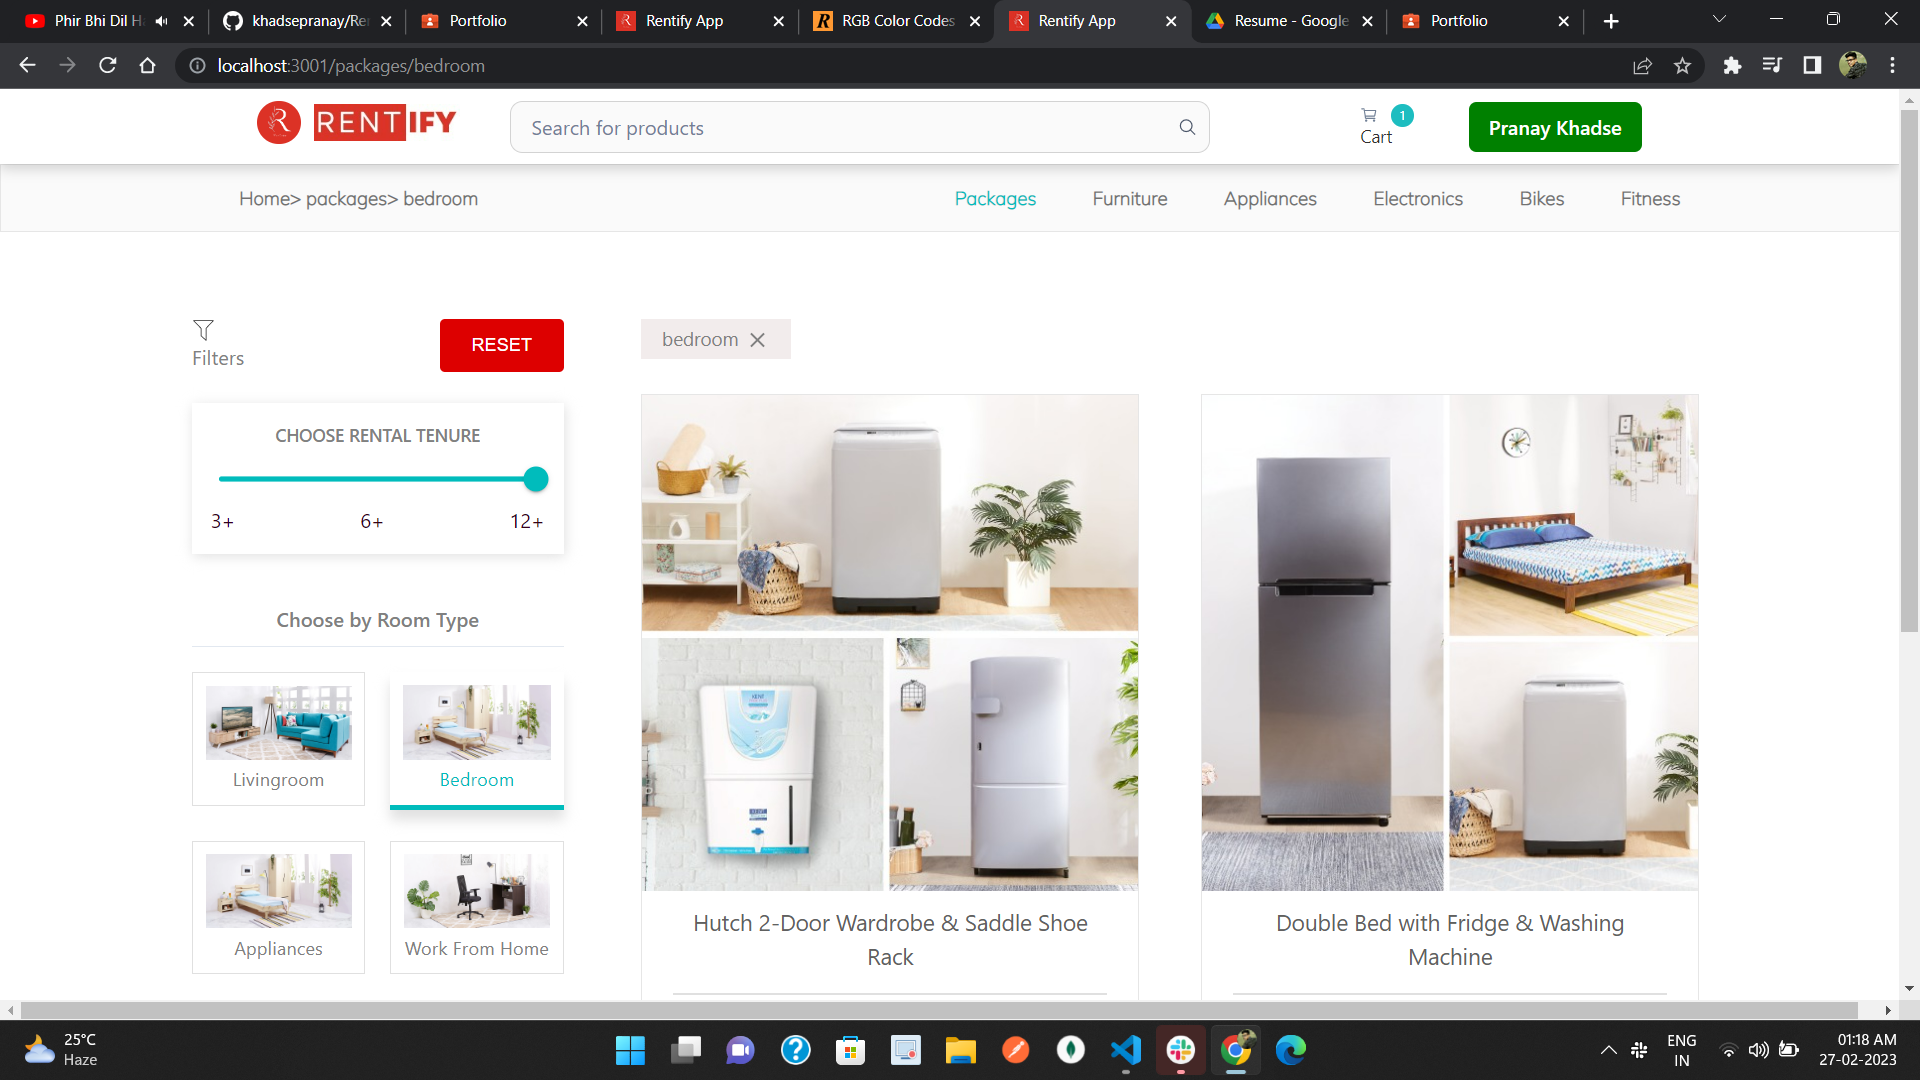 Phir Bhi Dil H
khadsepranay/Ren
Portfolio
Rentify App
RGB Color Codes
Rentify App
Resume - Google
Portfolio
localhost:3001/packages/bedroom
R RENTIFY
Search for products
1
Cart
Pranay Khadse
Home> packages> bedroom
Packages
Furniture
Appliances
Electronics
Bikes
Fitness
Filters
RESET
bedroom
CHOOSE RENTAL TENURE
3+
6+
12+
Choose by Room Type
Livingroom
Bedroom
Appliances
Work From Home
Hutch 2-Door Wardrobe & Saddle Shoe
Rack
Double Bed with Fridge & Washing
Machine
25°C
Haze
ENG
IN
01:18 AM
27-02-2023